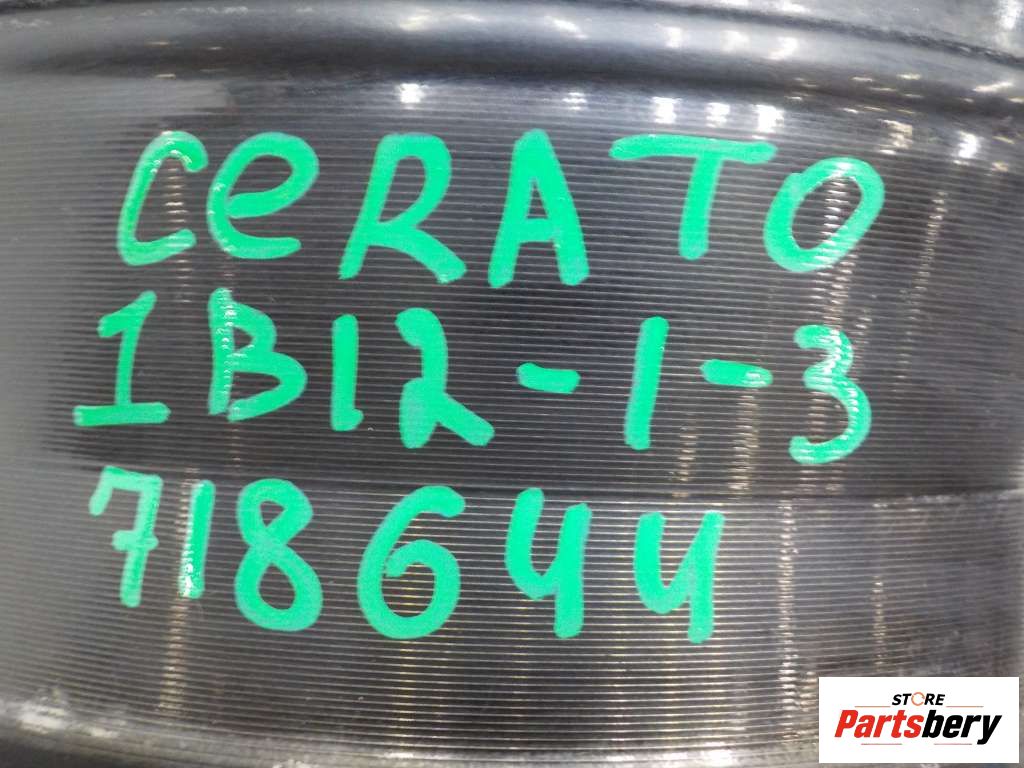 CeRATO
1B12-1-3
718644
STORE
Partsbery